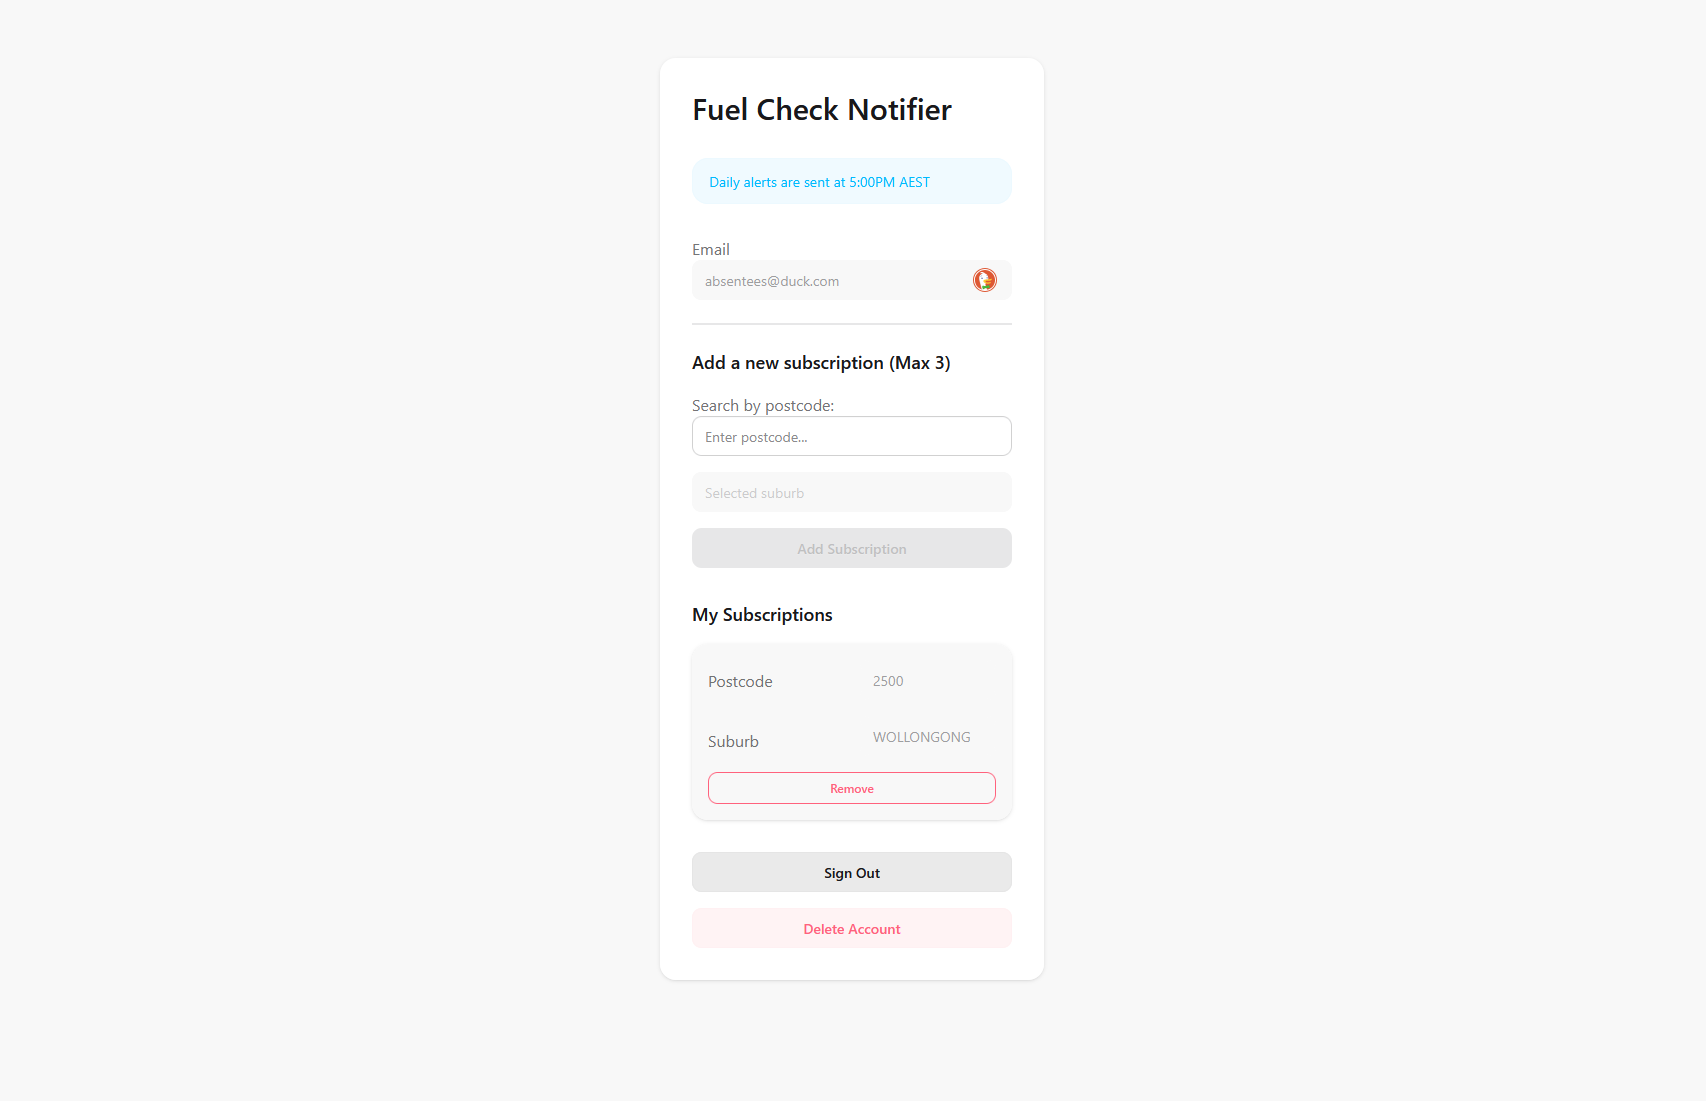 Fuel Check Notifier
Daily alerts are sent at 5:00PM AEST
Email
absentees@duck.com
Add a new subscription (Max 3)
Search by postcode:
Enter postcode...
Selected suburb
Add Subscription
My Subscriptions
Postcode 2500
Suburb WOLLONGONG
Remove
Sign Out
Delete Account